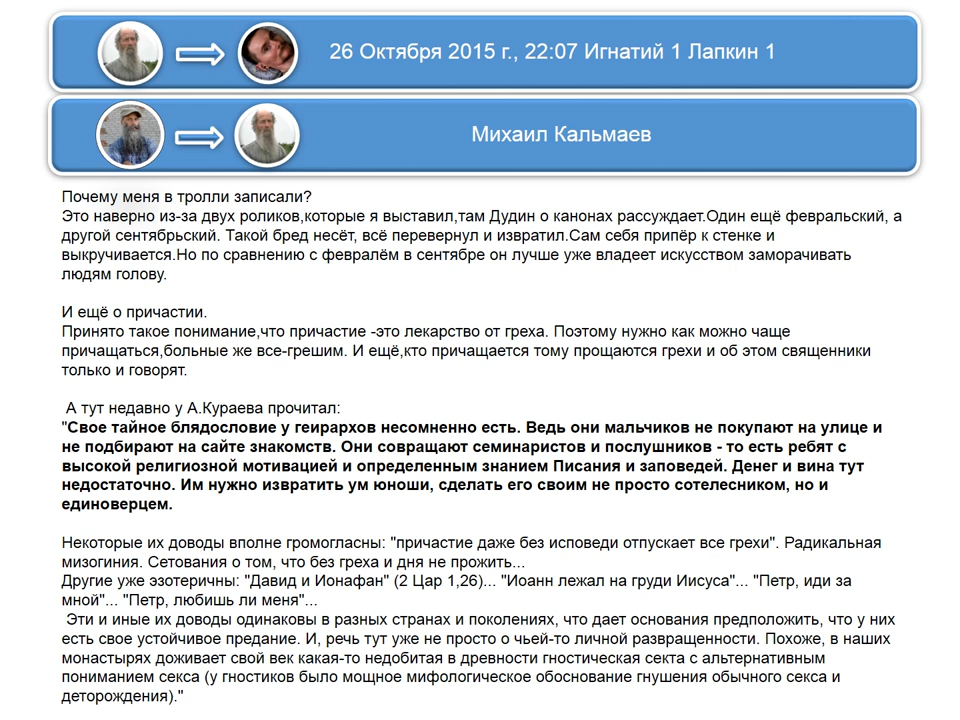 26 Октября 2015 г., 22:07 Игнатий 1 Лапкин 1
Михаил Кальмаев
Почему меня в тролли записали?
Это наверно из-за двух роликов,которые я выставил,там Дудин о канонах рассуждает.Один ещё февральский, а
другой сентябрьский. Такой бред несёт, всё перевернул и извратил.Сам себя припёр к стенке и
выкручивается.Но по сравнению с февралём в сентябре он лучше уже владеет искусством заморачивать
людям голову.
И ещё о причастии.
Принято такое понимание,что причастие -это лекарство от греха. Поэтому нужно как можно чаще
причащаться,больные же все-грешим. И ещё,кто причащается тому прощаются грехи и об этом священники
только и говорят.
А тут недавно у А.Кураева прочитал:
"Свое тайное блядословие у геирархов несомненно есть. Ведь они мальчиков не покупают на улице и
не подбирают на сайте знакомств. Они совращают семинаристов и послушников - то есть ребят с
высокой религиозной мотивацией и определенным знанием Писания и заповедей. Денег и вина тут
недостаточно. Им нужно извратить ум юноши, сделать его своим не просто сотелесником, но и
единоверцем.
Некоторые их доводы вполне громогласны: "причастие даже без исповеди отпускает все грехи". Радикальная
мизогиния. Сетования о том, что без греха и дня не прожить...
Другие уже эзотеричны: "Давид и Ионафан" (2 Цар 1,26)... "Иоанн лежал на груди Иисуса"... "Петр, иди за
мной"... "Петр, любишь ли меня"...
Эти и иные их доводы одинаковы в разных странах и поколениях, что дает основания предположить, что у них
есть свое устойчивое предание. И, речь тут уже не просто о чьей-то личной развращенности. Похоже, в наших
монастырях доживает свой век какая-то недобитая в древности гностическая секта с альтернативным
пониманием секса (у гностиков было мощное мифологическое обоснование гнушения обычного секса и
деторождения)."